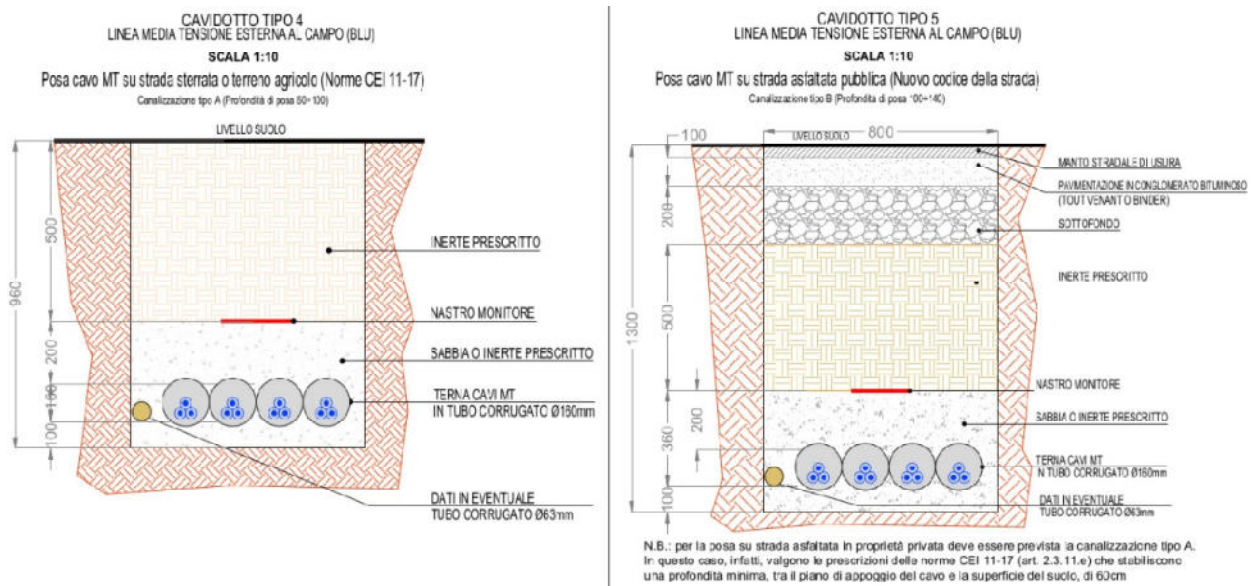 CAVIDOTTO TIPO 4
LINEA MEDIA TENSIONE ESTERNA AL CAMPO (BLU)
SCALA 1:10
Posa cavo MT su strada sterrata o terreno agricolo (Norme CEI 11-17)
Canalizzazione tipo A (Profondità di posa 60÷100)
LIVELLO SUOLO
960
500
200
160
100
INERTE PRESCRITTO
NASTRO MONITORE
SABBIA O INERTE PRESCRITTO
TERNA CAVI MT
IN TUBO CORRUGATO Ø160mm
DATI IN EVENTUALE
TUBO CORRUGATO Ø63mm
CAVIDOTTO TIPO 5
LINEA MEDIA TENSIONE ESTERNA AL CAMPO (BLU)
SCALA 1:10
Posa cavo MT su strada asfaltata pubblica (Nuovo codice della strada)
Canalizzazione tipo B (Profondità di posa 100÷140)
100
LIVELLO SUOLO
800
1300
200
500
200
360
100
MANTO STRADALE DI USURA
PAVIMENTAZIONE IN CONGLOMERATO BITUMINOSO
(TOUT VENANT O BINDER)
SOTTOFONDO
INERTE PRESCRITTO
NASTRO MONITORE
SABBIA O INERTE PRESCRITTO
TERNA CAVI MT
IN TUBO CORRUGATO Ø160mm
DATI IN EVENTUALE
TUBO CORRUGATO Ø63mm
N.B.: per la posa su strada asfaltata in proprietà privata deve essere prevista la canalizzazione tipo A.
In questo caso, infatti, valgono le prescrizioni delle norme CEI 11-17 (art. 2.3.11.e) che stabiliscono
una profondità minima, tra il piano di appoggio del cavo e la superficie del suolo, di 60cm